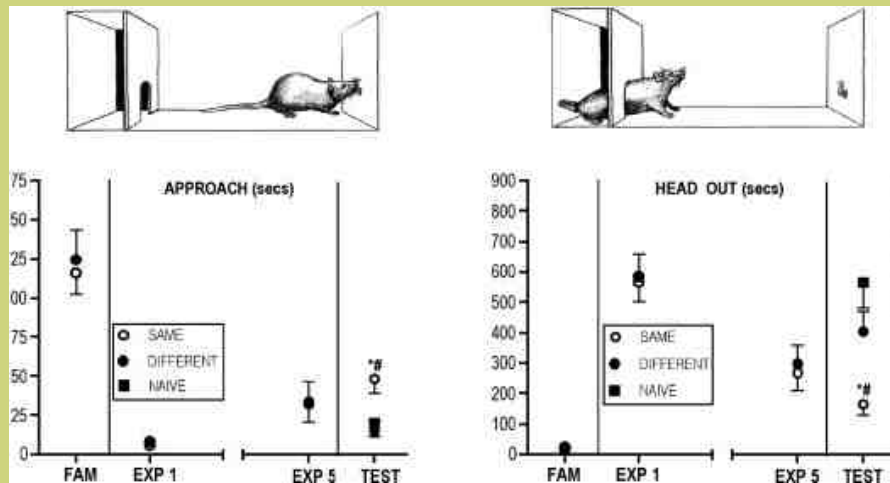 APPROACH (secs)
75
50
25
00
75
50
25
0
SAME
DIFFERENT
NAIVE
*#
FAM
EXP 1
EXP 5
TEST
HEAD OUT (secs)
900
800
700
600
500
400
300
200
100
0
SAME
DIFFERENT
NAIVE
*#
FAM
EXP 1
EXP 5
TEST